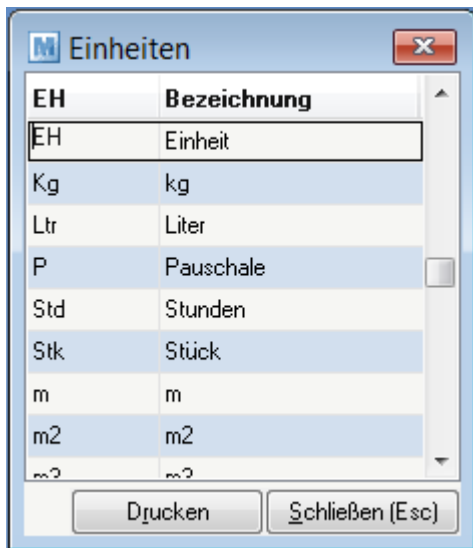 Einheiten
EH Bezeichnung
EH Einheit
Kg kg
Ltr Liter
P Pauschale
Std Stunden
Stk Stück
m m
m2 m2
Drucken Schließen (Esc)